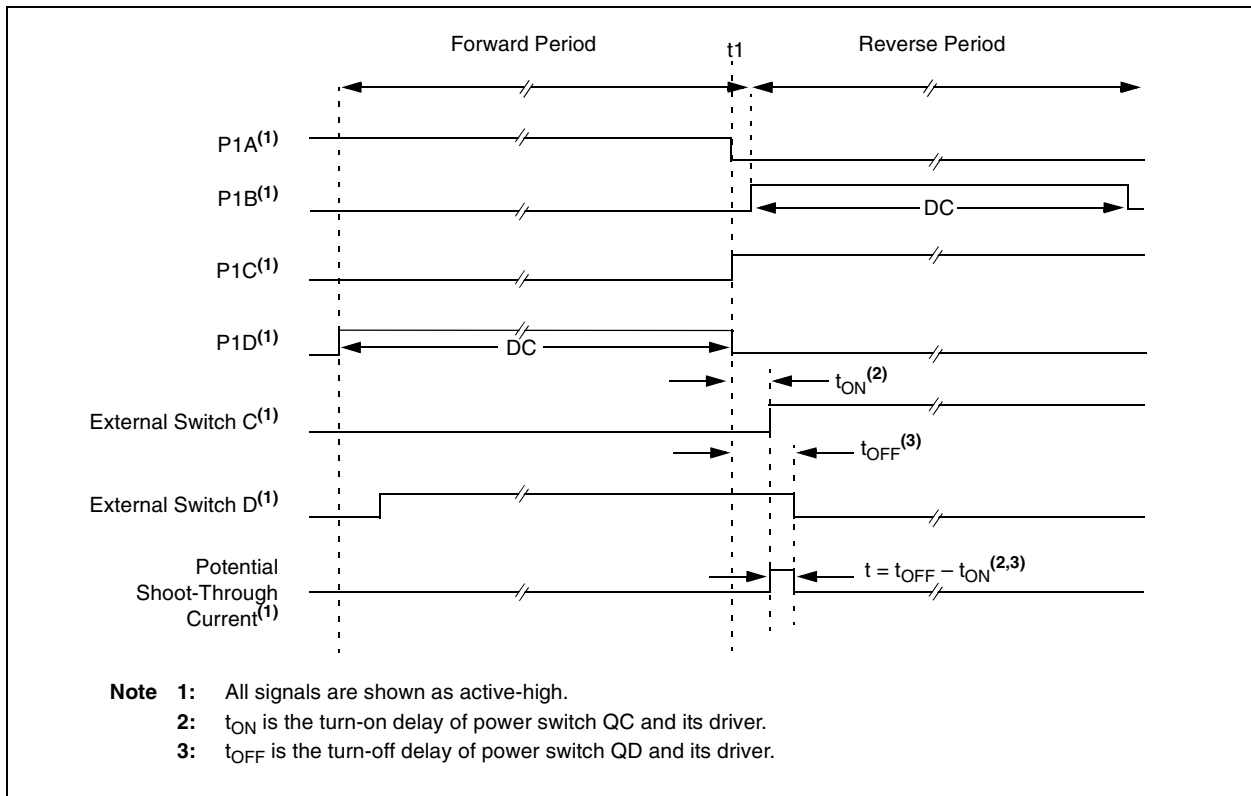 Forward Period
t1
Reverse Period
P1A(1)
P1B(1)
DC
P1C(1)
P1D(1)
DC
tON(2)
External Switch C(1)
tOFF(3)
External Switch D(1)
Potential
Shoot-Through
Current(1)
t = tOFF – tON(2,3)
Note 1: All signals are shown as active-high.
2: tON is the turn-on delay of power switch QC and its driver.
3: tOFF is the turn-off delay of power switch QD and its driver.